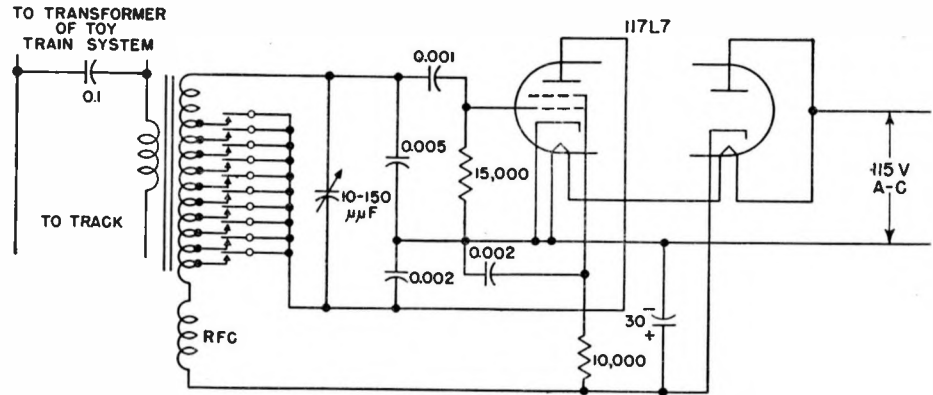 TO TRANSFORMER
OF TOY
TRAIN SYSTEM
0.1
TO TRACK
0.001
117L7
0.005
15,000
10-150
μμF
0.002
0.002
RFC
10,000
30
-
+
115 V
A-C